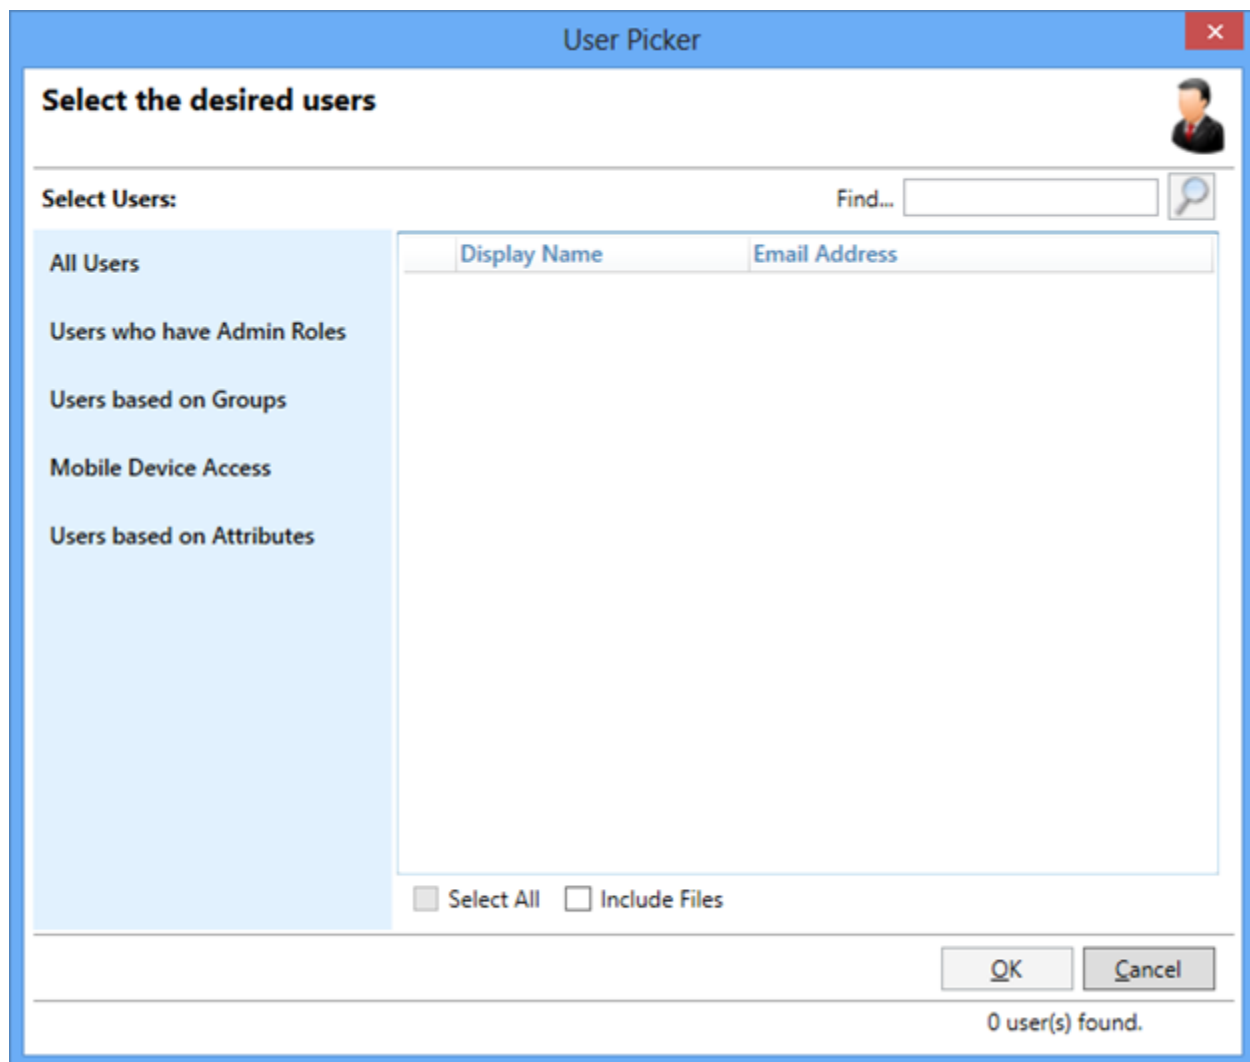 User Picker
Select the desired users
Select Users:
Find...
All Users
Users who have Admin Roles
Users based on Groups
Mobile Device Access
Users based on Attributes
Display Name Email Address
Select All Include Files
OK Cancel
0 user(s) found.